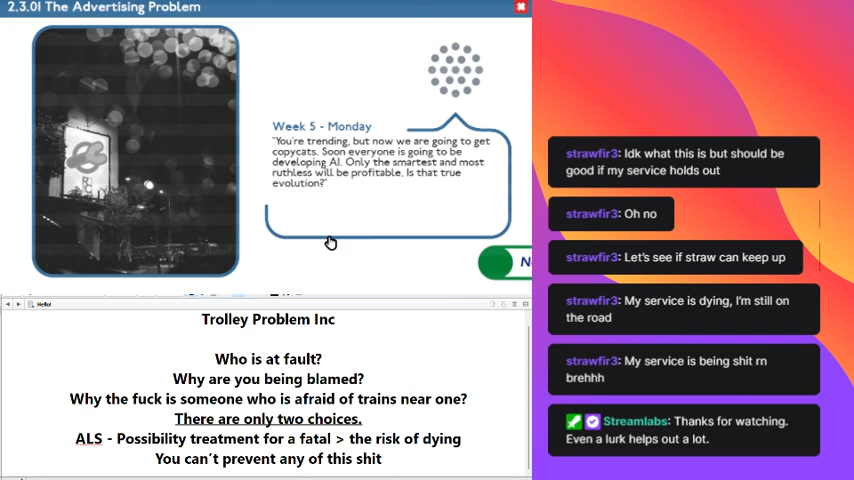 2.3.01 The Advertising Problem
Week 5 - Monday
"You're trending, but now we are going to get
copycats. Soon everyone is going to be
developing AI. Only the smartest and most
ruthless will be profitable. Is that true
evolution?"
Hello!
Trolley Problem Inc
Who is at fault?
Why are you being blamed?
Why the fuck is someone who is afraid of trains near one?
There are only two choices.
ALS - Possibility treatment for a fatal > the risk of dying
You can't prevent any of this shit
strawfir3: Idk what this is but should be
good if my service holds out
strawfir3: Oh no
strawfir3: Let's see if straw can keep up
strawfir3: My service is dying, I'm still on
the road
strawfir3: My service is being shit rn
brehhh
Streamlabs: Thanks for watching.
Even a lurk helps out a lot.